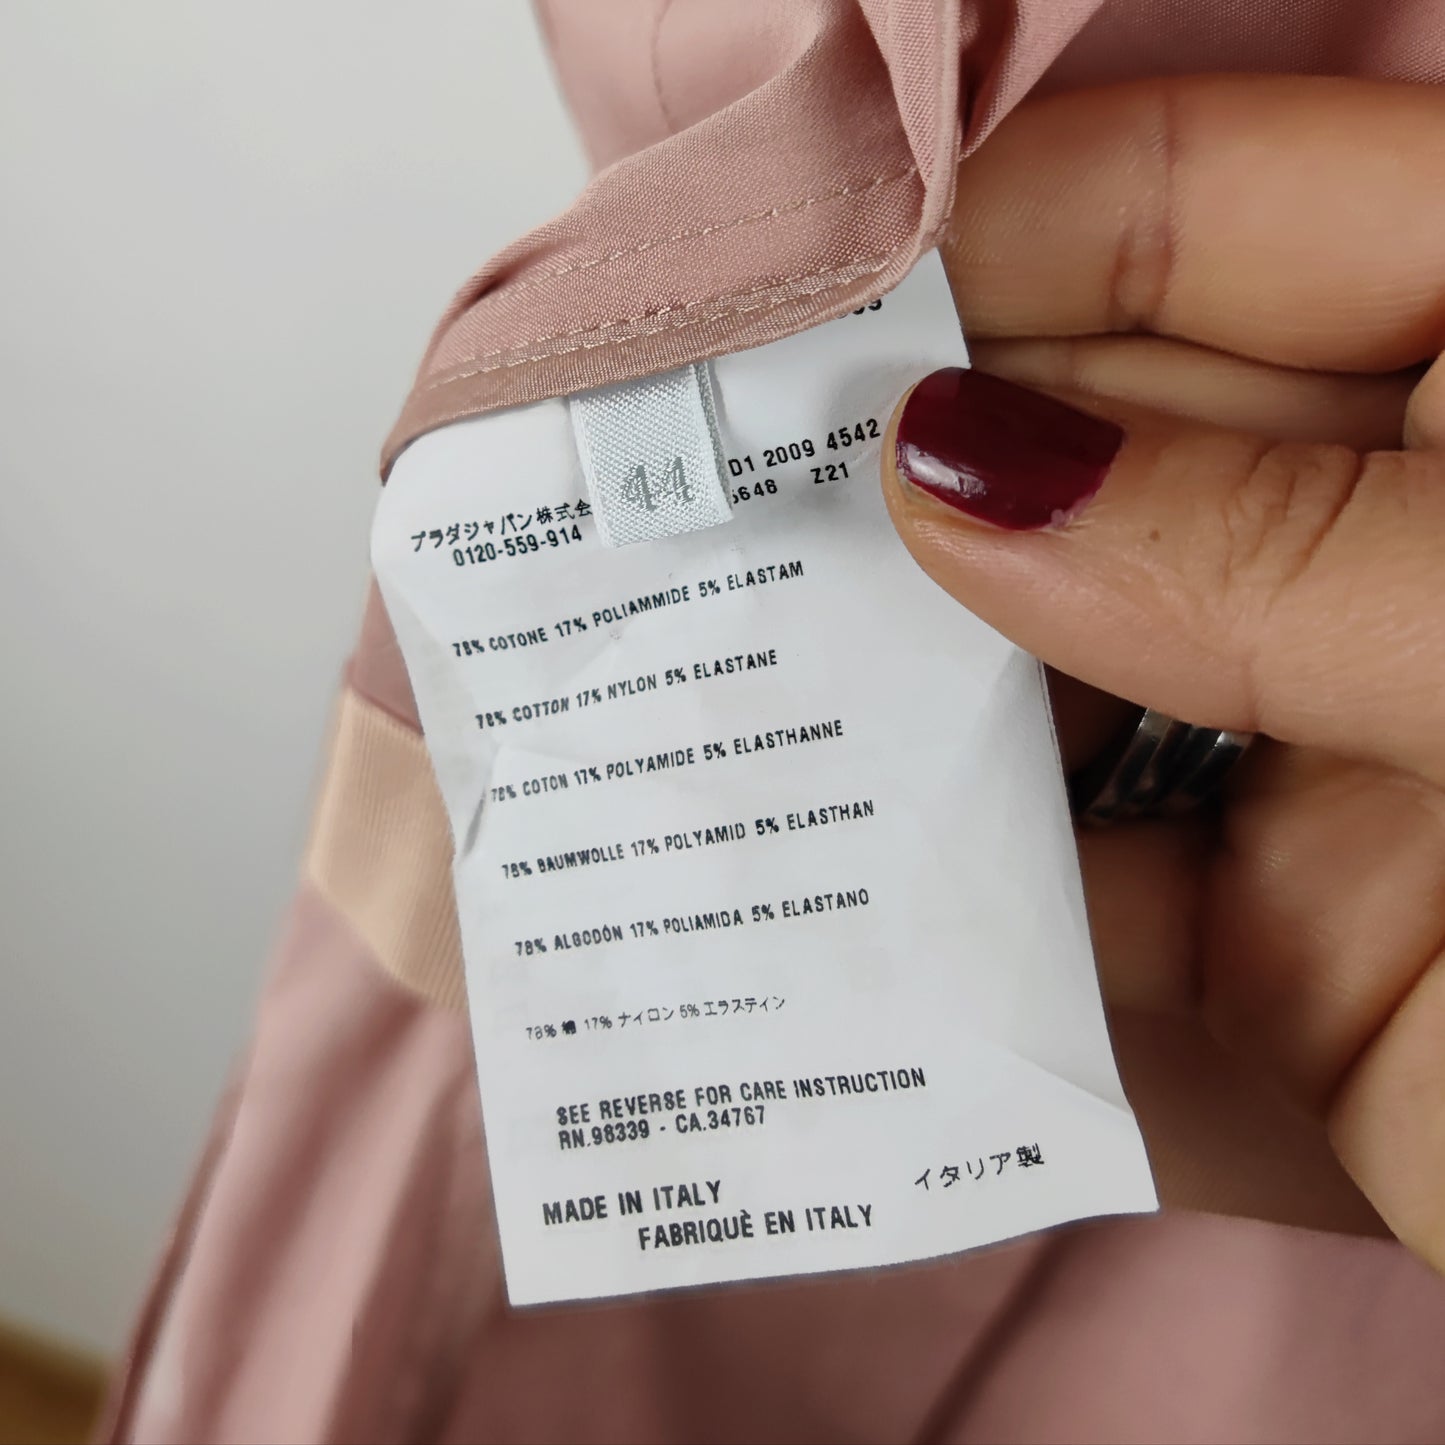 44
D1 2009 4542
5648 Z21
プラダジャパン株式会
0120-559-914
78% COTONE 17% POLIAMMIDE 5% ELASTAM
78% COTTON 17% NYLON 5% ELASTANE
78% COTON 17% POLYAMIDE 5% ELASTHANNE
78% BAUMWOLLE 17% POLYAMID 5% ELASTHAN
78% ALGODÓN 17% POLIAMIDA 5% ELASTANO
78% 綿 17% ナイロン 5% エラステイン
SEE REVERSE FOR CARE INSTRUCTION
RN.98339 - CA.34767
MADE IN ITALY
イタリア製
FABRIQUÈ EN ITALY